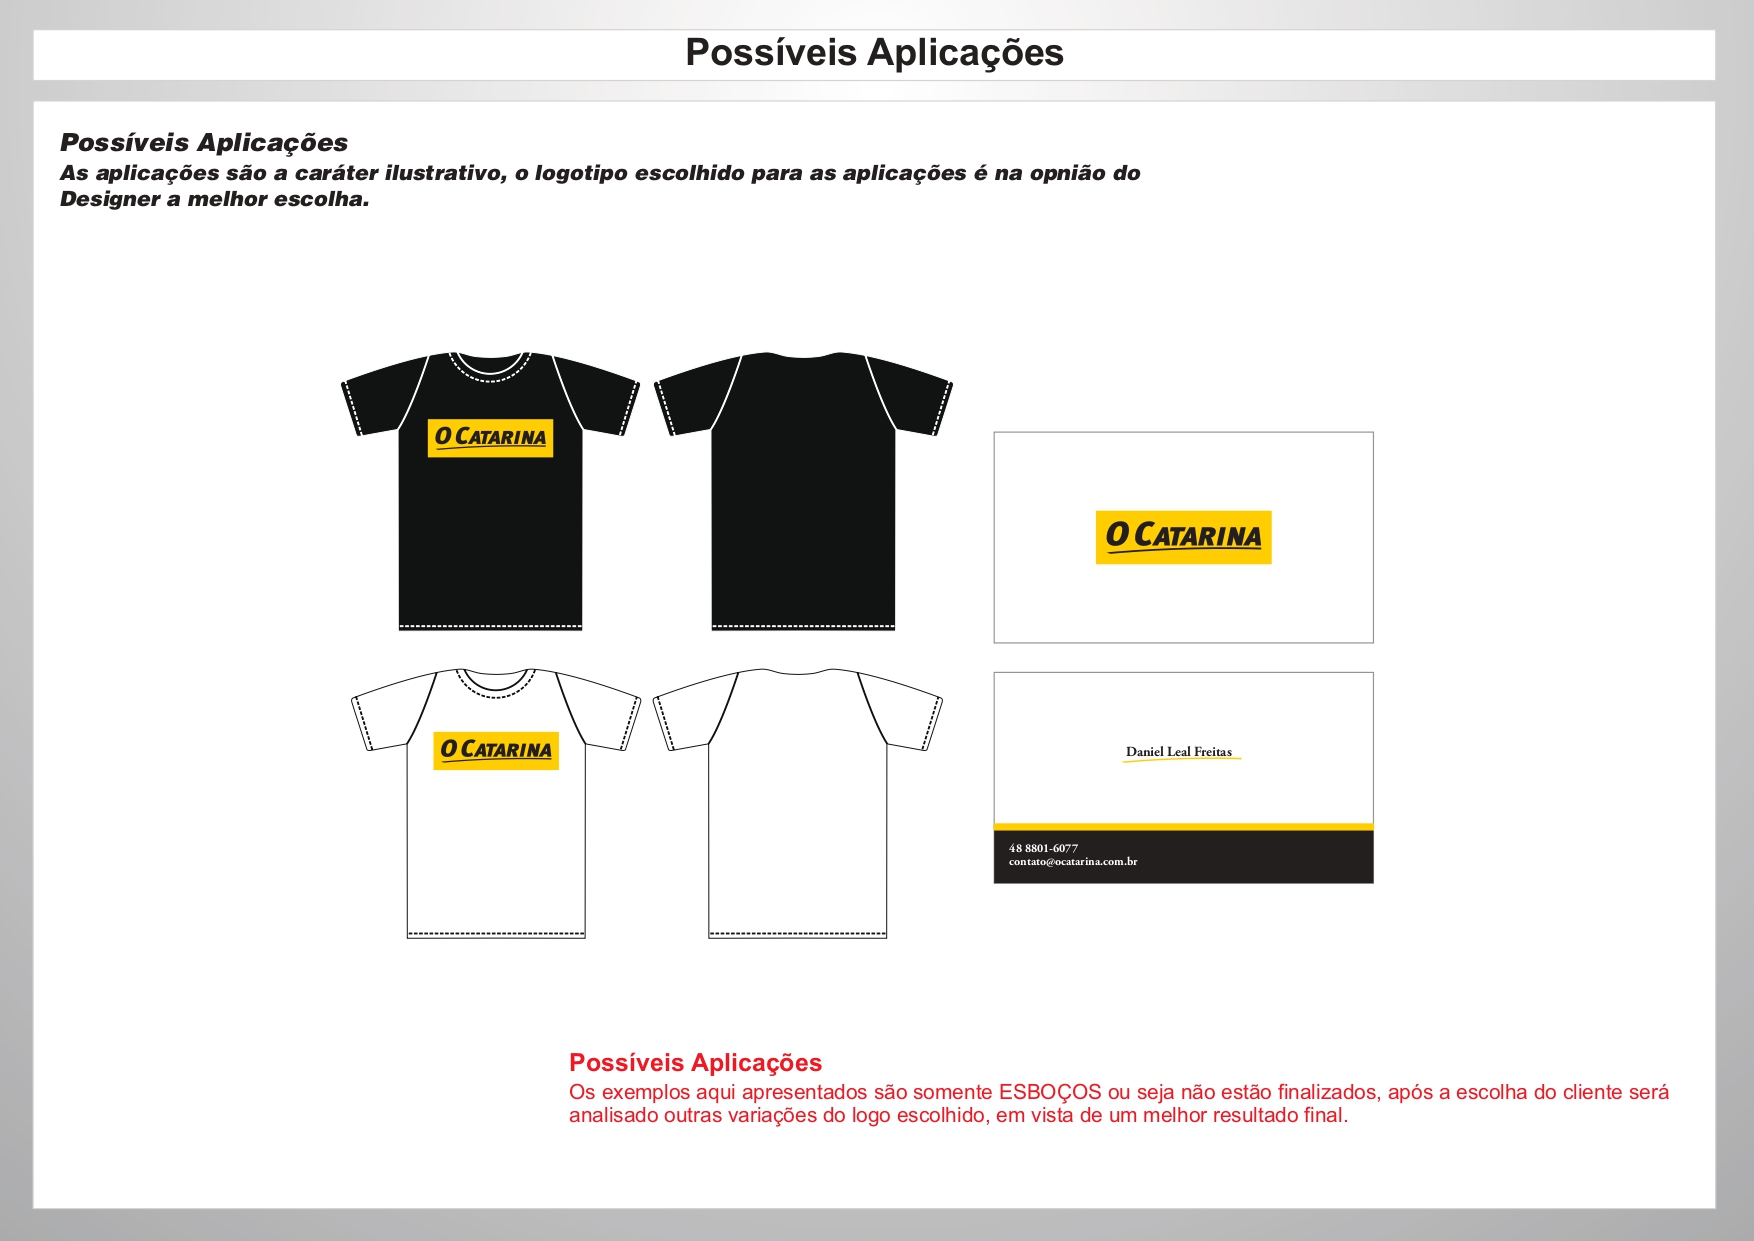 Possíveis Aplicações
Possíveis Aplicações
As aplicações são a caráter ilustrativo, o logotipo escolhido para as aplicações é na opnião do
Designer a melhor escolha.
O CATARINA
O CATARINA
O CATARINA
Daniel Leal Freitas
48 8801-6077
contato@ocatarina.com.br
Possíveis Aplicações
Os exemplos aqui apresentados são somente ESBOÇOS ou seja não estão finalizados, após a escolha do cliente será
analisado outras variações do logo escolhido, em vista de um melhor resultado final.